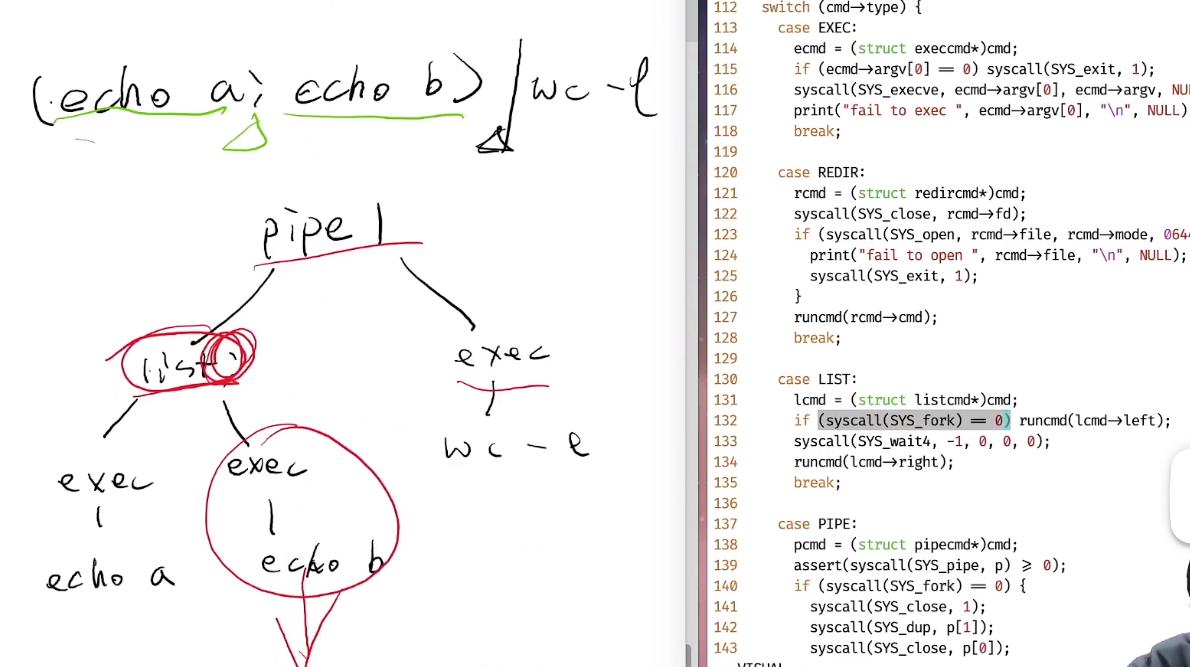 (echo a; echo b) | wc -l
pipe |
list ;
exec
exec
exec
wc - l
echo a
echo b
112 switch (cmd→type) {
113 case EXEC:
114 ecmd = (struct execcmd*)cmd;
115 if (ecmd→argv[0] == 0) syscall(SYS_exit, 1);
116 syscall(SYS_execve, ecmd→argv[0], ecmd→argv, NU
117 print("fail to exec ", ecmd→argv[0], "\n", NULL)
118 break;
119
120 case REDIR:
121 rcmd = (struct redircmd*)cmd;
122 syscall(SYS_close, rcmd→fd);
123 if (syscall(SYS_open, rcmd→file, rcmd→mode, 064
124 print("fail to open ", rcmd→file, "\n", NULL);
125 syscall(SYS_exit, 1);
126 }
127 runcmd(rcmd→cmd);
128 break;
129
130 case LIST:
131 lcmd = (struct listcmd*)cmd;
132 if (syscall(SYS_fork) == 0) runcmd(lcmd→left);
133 syscall(SYS_wait4, -1, 0, 0, 0);
134 runcmd(lcmd→right);
135 break;
136
137 case PIPE:
138 pcmd = (struct pipecmd*)cmd;
139 assert(syscall(SYS_pipe, p) ⩾ 0);
140 if (syscall(SYS_fork) == 0) {
141 syscall(SYS_close, 1);
142 syscall(SYS_dup, p[1]);
143 syscall(SYS_close, p[0]);